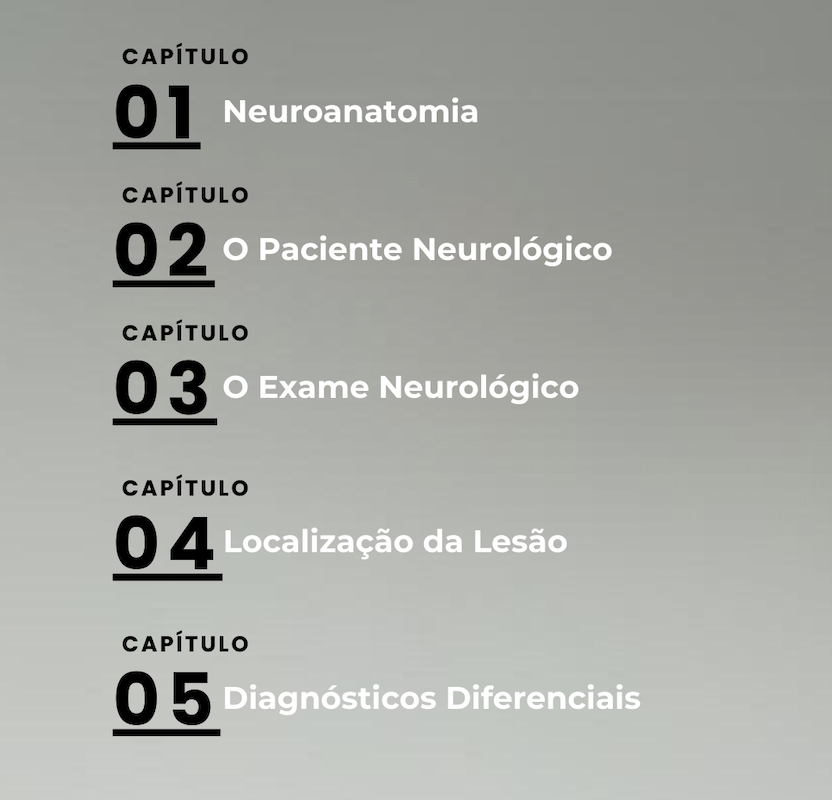 CAPÍTULO
01 Neuroanatomia
CAPÍTULO
02 O Paciente Neurológico
CAPÍTULO
03 O Exame Neurológico
CAPÍTULO
04 Localização da Lesão
CAPÍTULO
05 Diagnósticos Diferenciais